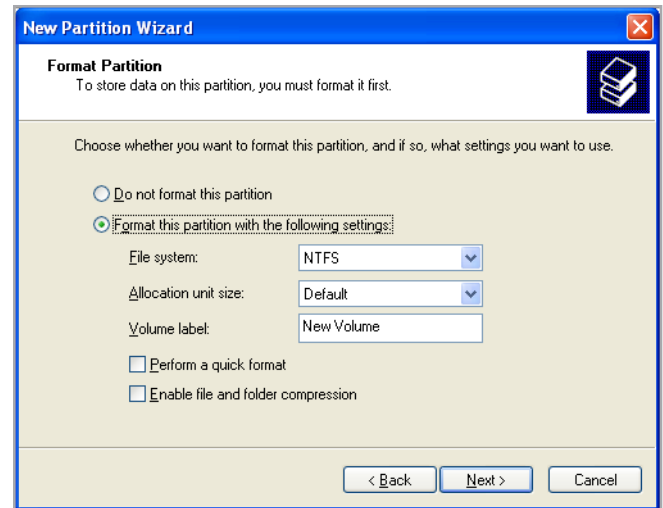 New Partition Wizard
Format Partition
To store data on this partition, you must format it first.
Choose whether you want to format this partition, and if so, what settings you want to use.
Do not format this partition
Format this partition with the following settings:
File system: NTFS
Allocation unit size: Default
Volume label: New Volume
Perform a quick format
Enable file and folder compression
< Back Next > Cancel